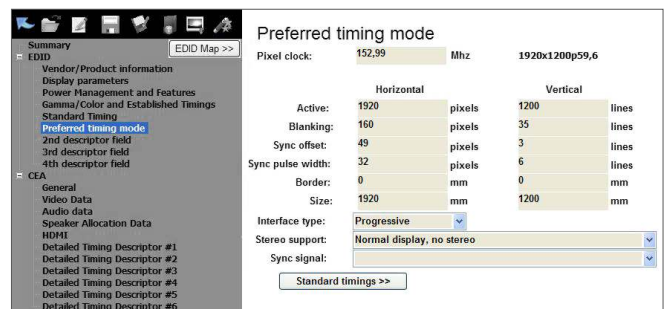 Summary
EDID Map >>
EDID
Vendor/Product information
Display parameters
Power Management and Features
Gamma/Color and Established Timings
Standard Timing
Preferred timing mode
2nd descriptor field
3rd descriptor field
4th descriptor field
CEA
General
Video Data
Audio data
Speaker Allocation Data
HDMI
Detailed Timing Descriptor #1
Detailed Timing Descriptor #2
Detailed Timing Descriptor #3
Detailed Timing Descriptor #4
Detailed Timing Descriptor #5
Detailed Timing Descriptor #6
Preferred timing mode
Pixel clock: 152,99 Mhz 1920x1200p59,6
Horizontal Vertical
Active: 1920 pixels 1200 lines
Blanking: 160 pixels 35 lines
Sync offset: 49 pixels 3 lines
Sync pulse width: 32 pixels 6 lines
Border: 0 mm 0 mm
Size: 1920 mm 1200 mm
Interface type: Progressive
Stereo support: Normal display, no stereo
Sync signal:
Standard timings >>